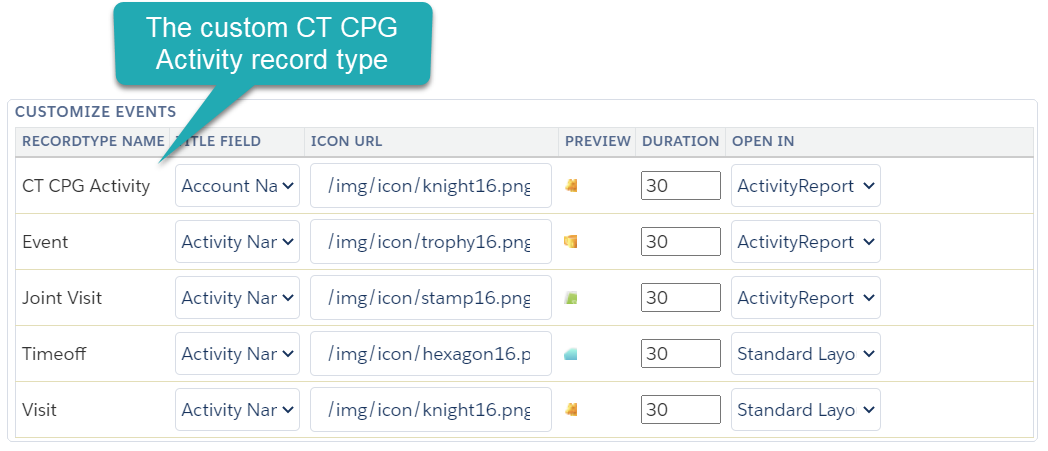 The custom CT CPG
Activity record type
CUSTOMIZE EVENTS
RECORDTYPE NAME TITLE FIELD ICON URL PREVIEW DURATION OPEN IN
CT CPG Activity Account Na /img/icon/knight16.png 30 ActivityReport
Event Activity Nar /img/icon/trophy16.png 30 ActivityReport
Joint Visit Activity Nar /img/icon/stamp16.png 30 ActivityReport
Timeoff Activity Nar /img/icon/hexagon16.p 30 Standard Layo
Visit Activity Nar /img/icon/knight16.png 30 Standard Layo